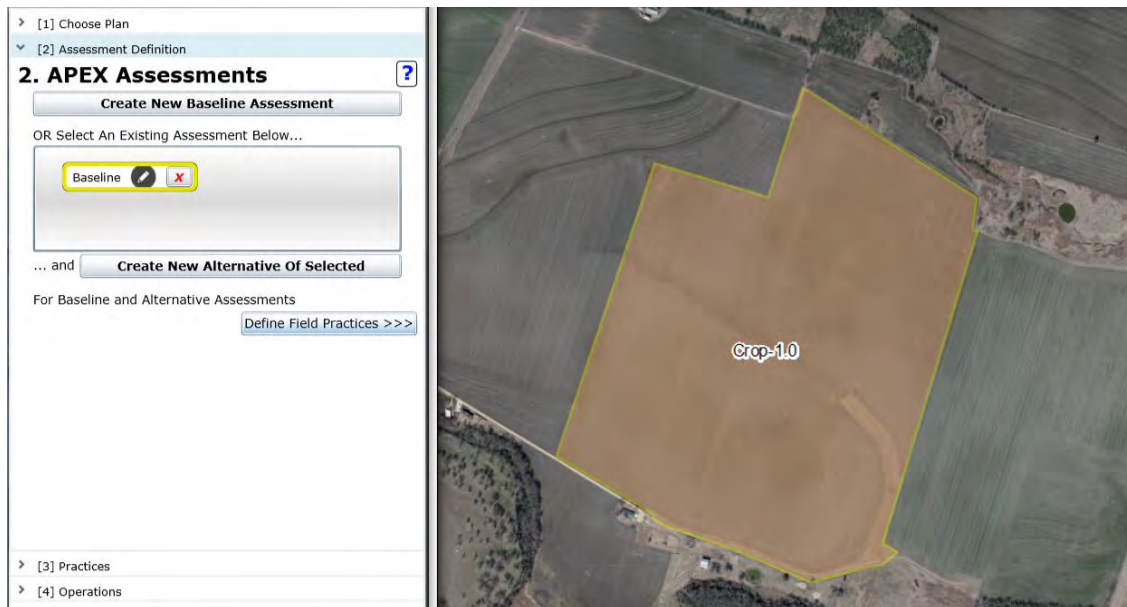 [1] Choose Plan
[2] Assessment Definition
2. APEX Assessments ?
Create New Baseline Assessment
OR Select An Existing Assessment Below...
Baseline X
... and Create New Alternative Of Selected
For Baseline and Alternative Assessments
Define Field Practices >>>
[3] Practices
[4] Operations
Crop-1.0